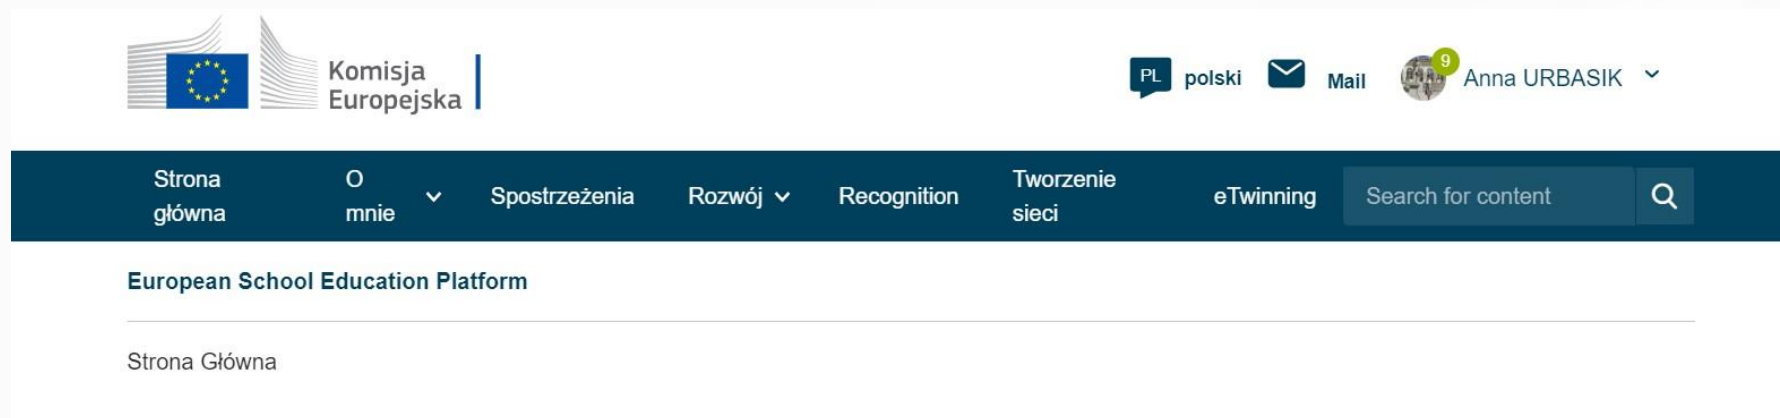 Komisja
Europejska
PL polski Mail 9 Anna URBASIK
Strona
główna
O
mnie
Spostrzeżenia
Rozwój
Recognition
Tworzenie
sieci
eTwinning
Search for content
European School Education Platform
Strona Główna